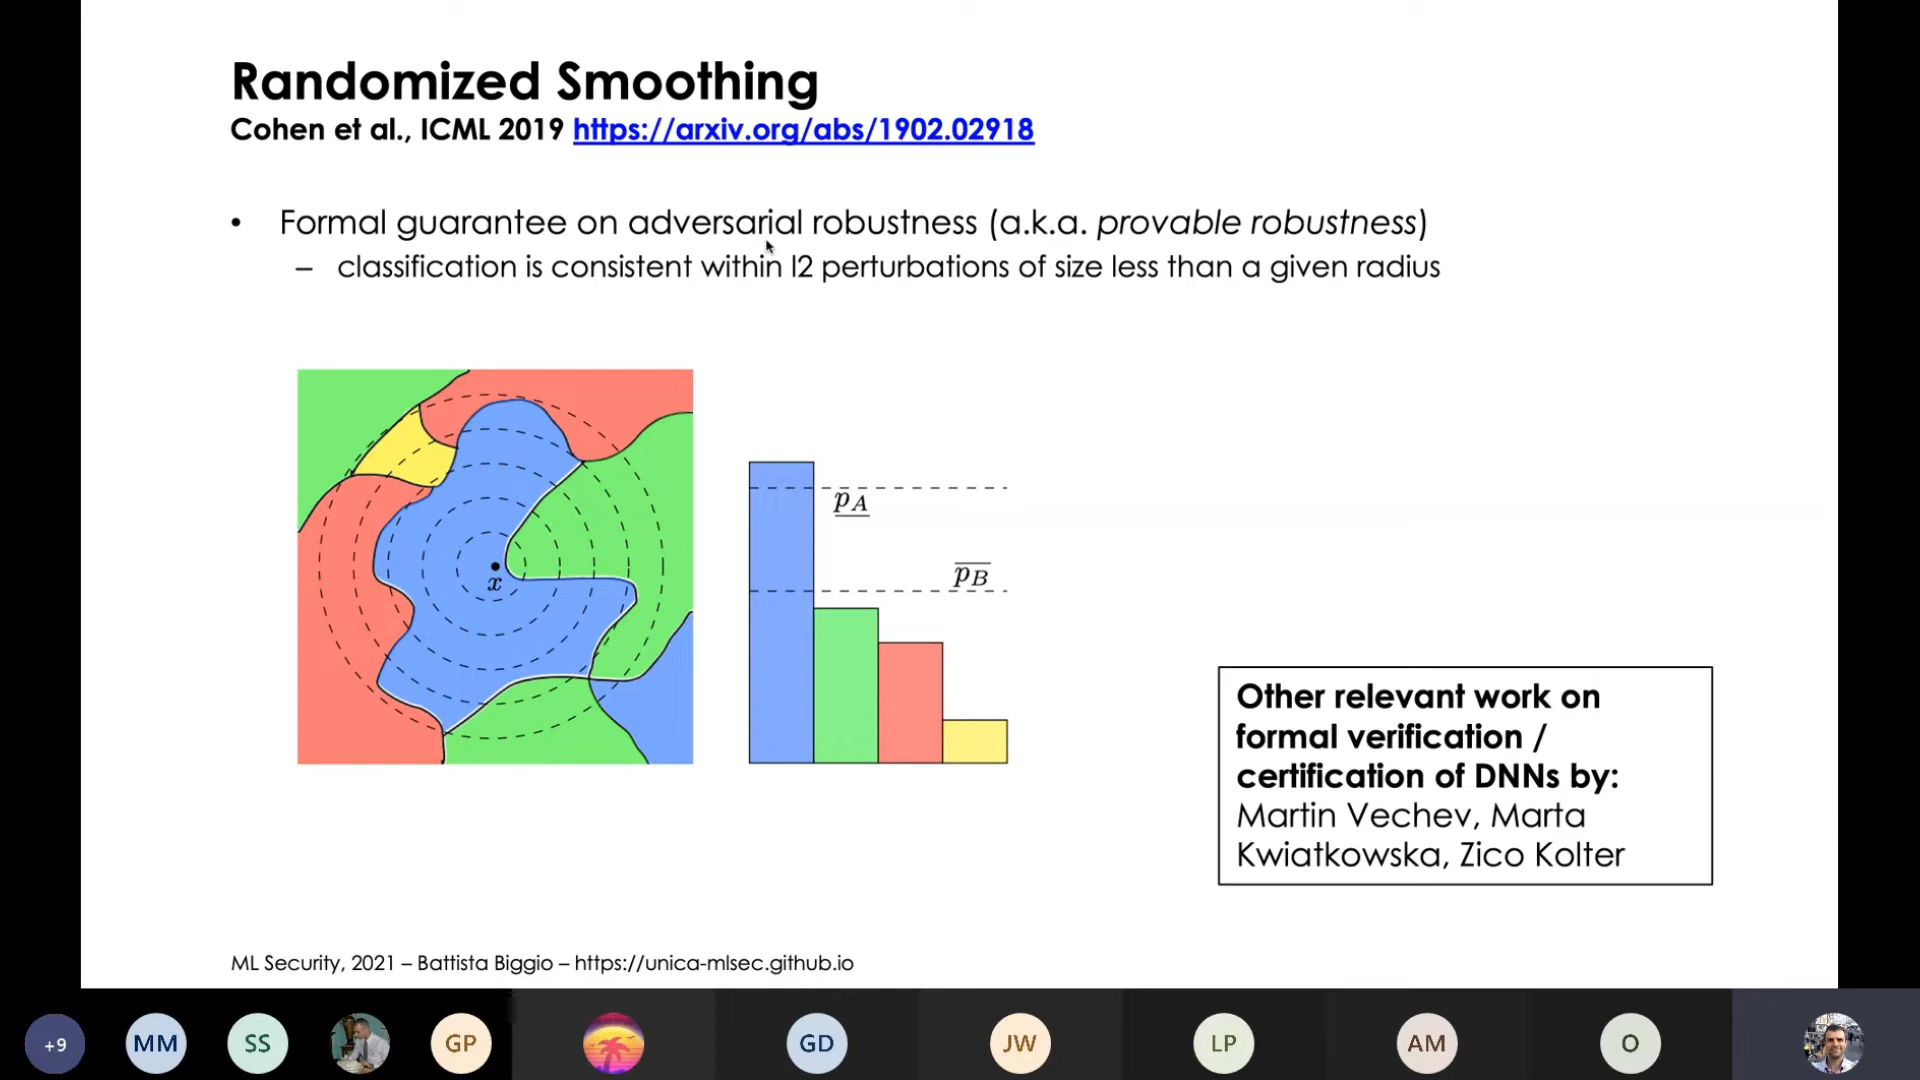 Randomized Smoothing
Cohen et al., ICML 2019 https://arxiv.org/abs/1902.02918
• Formal guarantee on adversarial robustness (a.k.a. provable robustness)
– classification is consistent within l2 perturbations of size less than a given radius
x
p_A
p_B
Other relevant work on
formal verification /
certification of DNNs by:
Martin Vechev, Marta
Kwiatkowska, Zico Kolter
ML Security, 2021 – Battista Biggio – https://unica-mlsec.github.io
+9 MM SS GP GD JW LP AM O